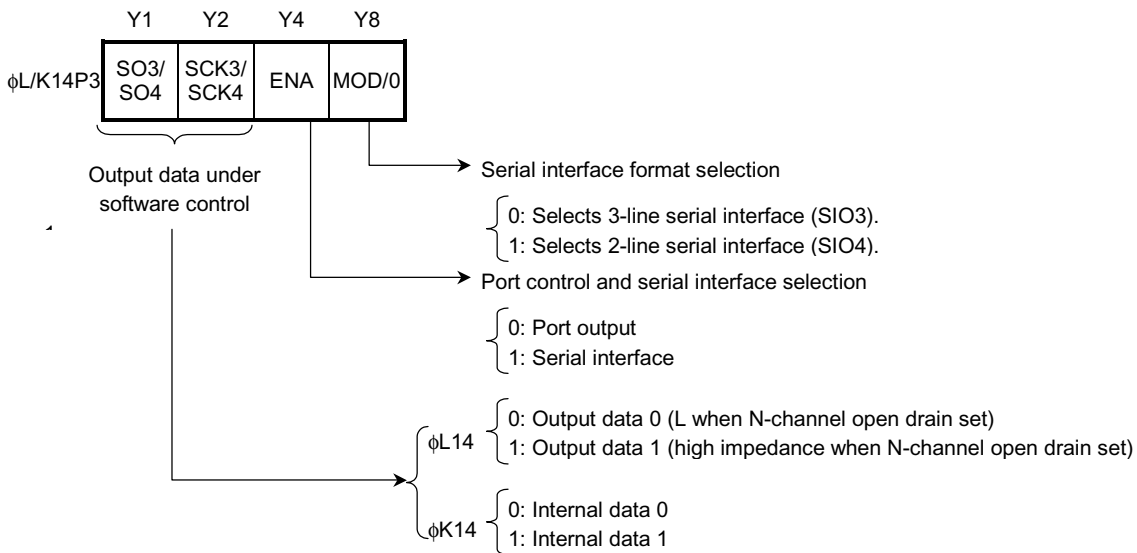 Y1 Y2 Y4 Y8
ϕL/K14P3 SO3/ SO4 SCK3/ SCK4 ENA MOD/0
Output data under
software control
Serial interface format selection
0: Selects 3-line serial interface (SIO3).
1: Selects 2-line serial interface (SIO4).
Port control and serial interface selection
0: Port output
1: Serial interface
ϕL14
0: Output data 0 (L when N-channel open drain set)
1: Output data 1 (high impedance when N-channel open drain set)
ϕK14
0: Internal data 0
1: Internal data 1